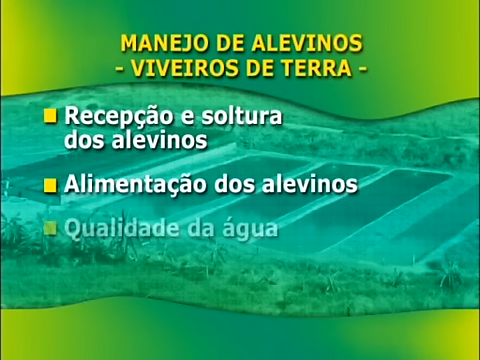 MANEJO DE ALEVINOS
- VIVEIROS DE TERRA -
Recepção e soltura
dos alevinos
Alimentação dos alevinos
Qualidade da água